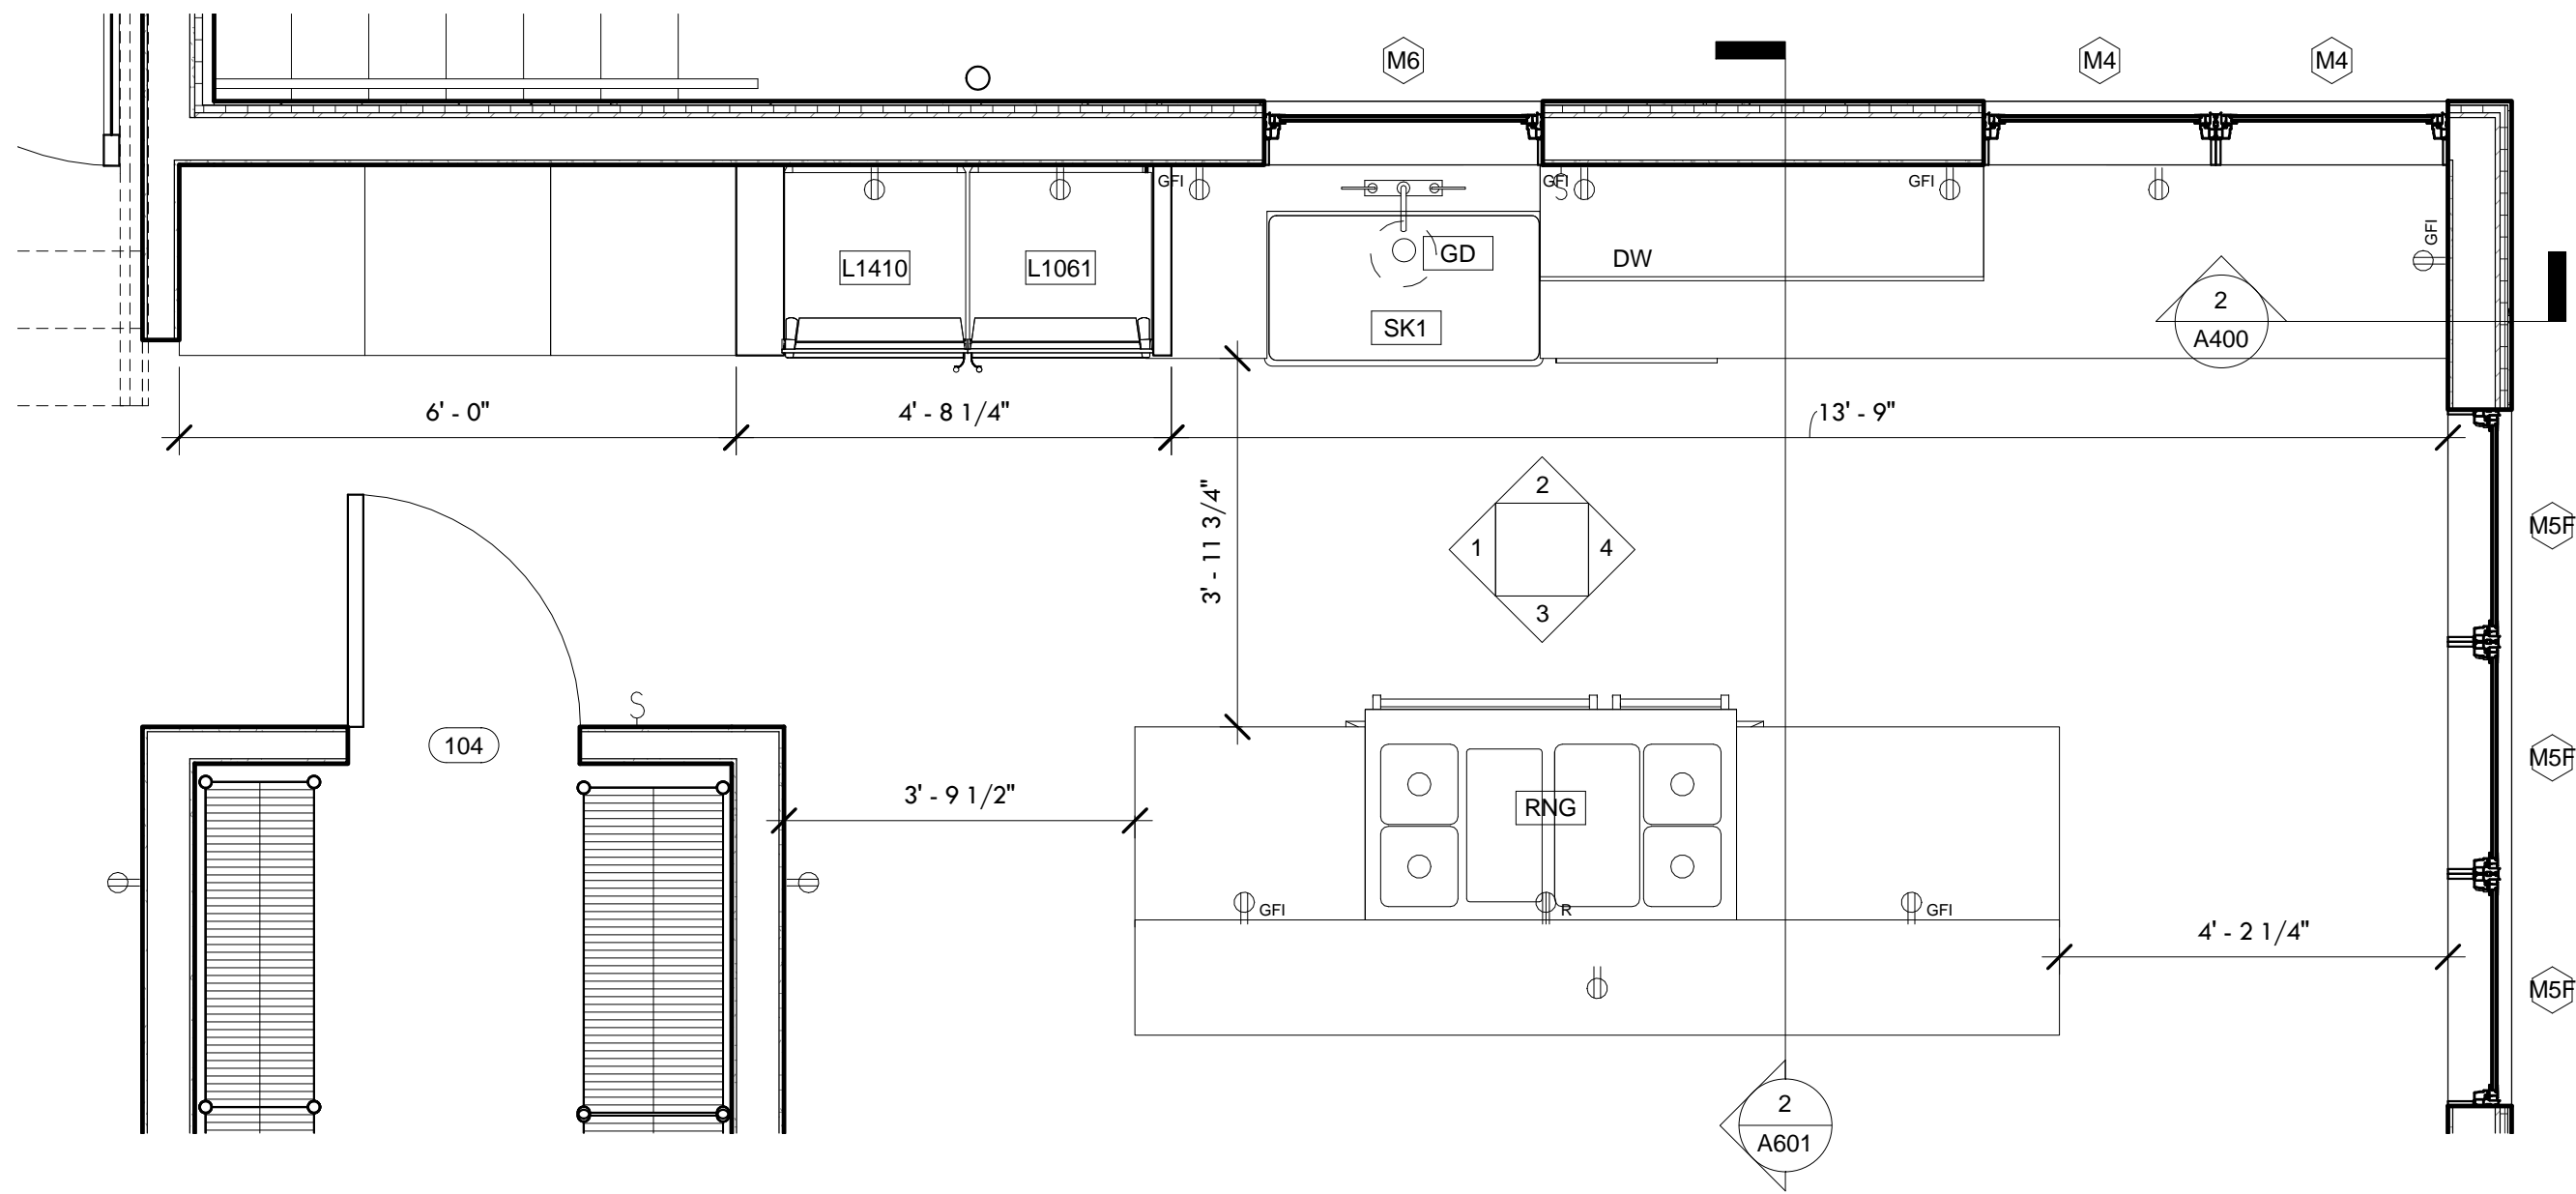 M6
M4
M4
GFI
GFI
GFI
GFI
L1410
L1061
GD
DW
SK1
2
A400
6' - 0"
4' - 8 1/4"
13' - 9"
3' - 11 3/4"
2
1
4
3
M5F
104
S
M5F
3' - 9 1/2"
RNG
GFI
R
GFI
4' - 2 1/4"
M5F
2
A601